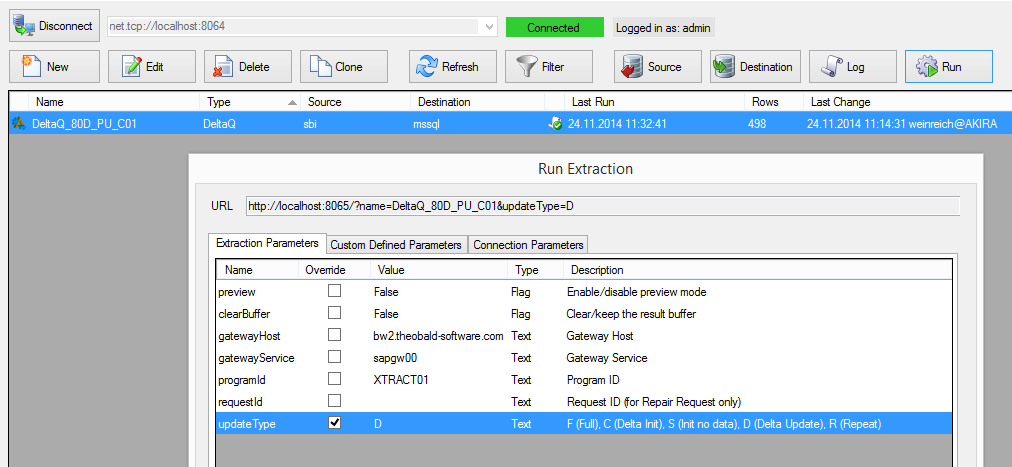 Disconnect net.tcp://localhost:8064 Connected Logged in as: admin
New Edit Delete Clone Refresh Filter Source Destination Log Run
Name Type Source Destination Last Run Rows Last Change
DeltaQ_80D_PU_C01 DeltaQ sbi mssql 24.11.2014 11:32:41 498 24.11.2014 11:14:31 weinreich@AKIRA
Run Extraction
URL http://localhost:8065/?name=DeltaQ_80D_PU_C01&updateType=D
Extraction Parameters Custom Defined Parameters Connection Parameters
Name Override Value Type Description
preview False Flag Enable/disable preview mode
clearBuffer False Flag Clear/keep the result buffer
gatewayHost bw2.theobald-software.com Text Gateway Host
gatewayService sapgw00 Text Gateway Service
programId XTRACT01 Text Program ID
requestId Text Request ID (for Repair Request only)
updateType D Text F (Full), C (Delta Init), S (Init no data), D (Delta Update), R (Repeat)